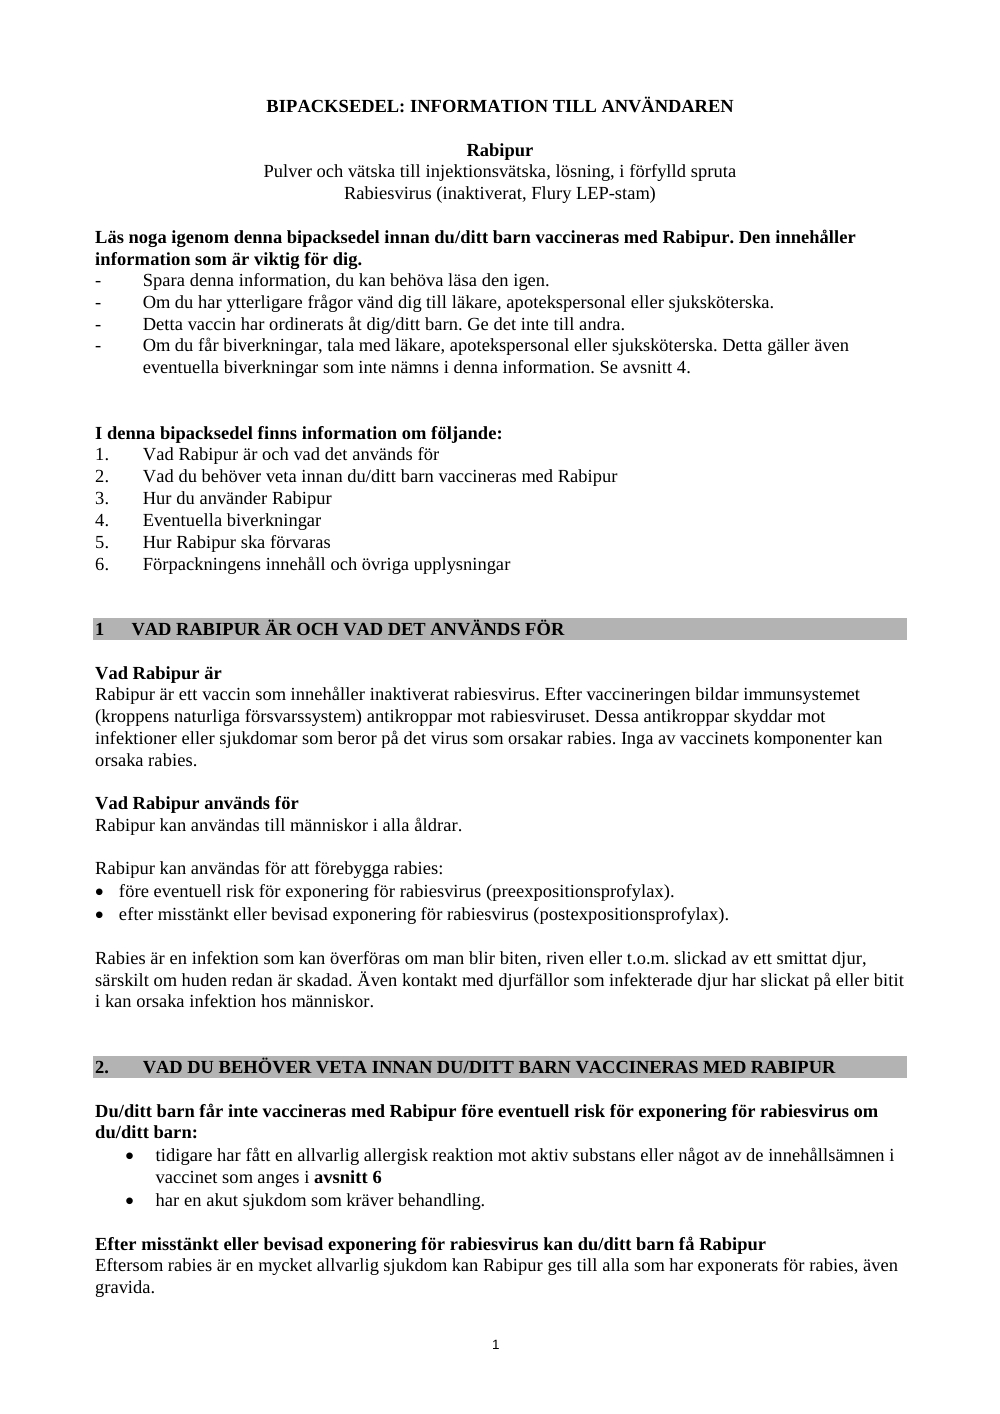 BIPACKSEDEL: INFORMATION TILL ANVÄNDAREN
Rabipur
Pulver och vätska till injektionsvätska, lösning, i förfylld spruta
Rabiesvirus (inaktiverat, Flury LEP-stam)
Läs noga igenom denna bipacksedel innan du/ditt barn vaccineras med Rabipur. Den innehåller
information som är viktig för dig.
- Spara denna information, du kan behöva läsa den igen.
- Om du har ytterligare frågor vänd dig till läkare, apotekspersonal eller sjuksköterska.
- Detta vaccin har ordinerats åt dig/ditt barn. Ge det inte till andra.
- Om du får biverkningar, tala med läkare, apotekspersonal eller sjuksköterska. Detta gäller även
eventuella biverkningar som inte nämns i denna information. Se avsnitt 4.
I denna bipacksedel finns information om följande:
1. Vad Rabipur är och vad det används för
2. Vad du behöver veta innan du/ditt barn vaccineras med Rabipur
3. Hur du använder Rabipur
4. Eventuella biverkningar
5. Hur Rabipur ska förvaras
6. Förpackningens innehåll och övriga upplysningar
1 VAD RABIPUR ÄR OCH VAD DET ANVÄNDS FÖR
Vad Rabipur är
Rabipur är ett vaccin som innehåller inaktiverat rabiesvirus. Efter vaccineringen bildar immunsystemet
(kroppens naturliga försvarssystem) antikroppar mot rabiesviruset. Dessa antikroppar skyddar mot
infektioner eller sjukdomar som beror på det virus som orsakar rabies. Inga av vaccinets komponenter kan
orsaka rabies.
Vad Rabipur används för
Rabipur kan användas till människor i alla åldrar.
Rabipur kan användas för att förebygga rabies:
• före eventuell risk för exponering för rabiesvirus (preexpositionsprofylax).
• efter misstänkt eller bevisad exponering för rabiesvirus (postexpositionsprofylax).
Rabies är en infektion som kan överföras om man blir biten, riven eller t.o.m. slickad av ett smittat djur,
särskilt om huden redan är skadad. Även kontakt med djurfällor som infekterade djur har slickat på eller bitit
i kan orsaka infektion hos människor.
2. VAD DU BEHÖVER VETA INNAN DU/DITT BARN VACCINERAS MED RABIPUR
Du/ditt barn får inte vaccineras med Rabipur före eventuell risk för exponering för rabiesvirus om
du/ditt barn:
• tidigare har fått en allvarlig allergisk reaktion mot aktiv substans eller något av de innehållsämnen i
vaccinet som anges i avsnitt 6
• har en akut sjukdom som kräver behandling.
Efter misstänkt eller bevisad exponering för rabiesvirus kan du/ditt barn få Rabipur
Eftersom rabies är en mycket allvarlig sjukdom kan Rabipur ges till alla som har exponerats för rabies, även
gravida.
1